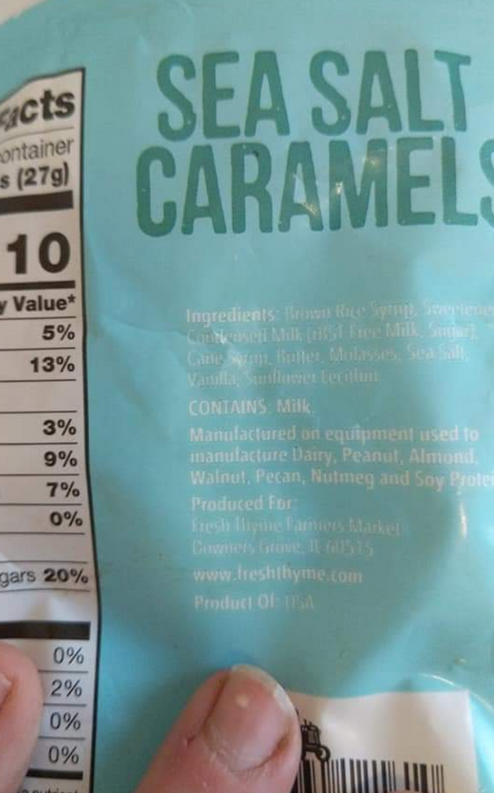 acts
ontainer
s (27g)
10
y Value*
5%
13%
3%
9%
7%
0%
gars 20%
0%
2%
0%
0%
SEA SALT
CARAMELS
Ingredients: Brown Rice Syrup, Sweetene
Condensed Milk (rBST Free Milk, Sugar),
Cane Syrup, Butter, Molasses, Sea Salt,
Vanilla, Sunflower Lecithin
CONTAINS: Milk.
Manufactured on equipment used to
manufacture Dairy, Peanut, Almond,
Walnut, Pecan, Nutmeg and Soy Protei
Produced For:
Fresh Thyme Farmers Market
Downers Grove, IL 60515
www.freshthyme.com
Product Of: USA